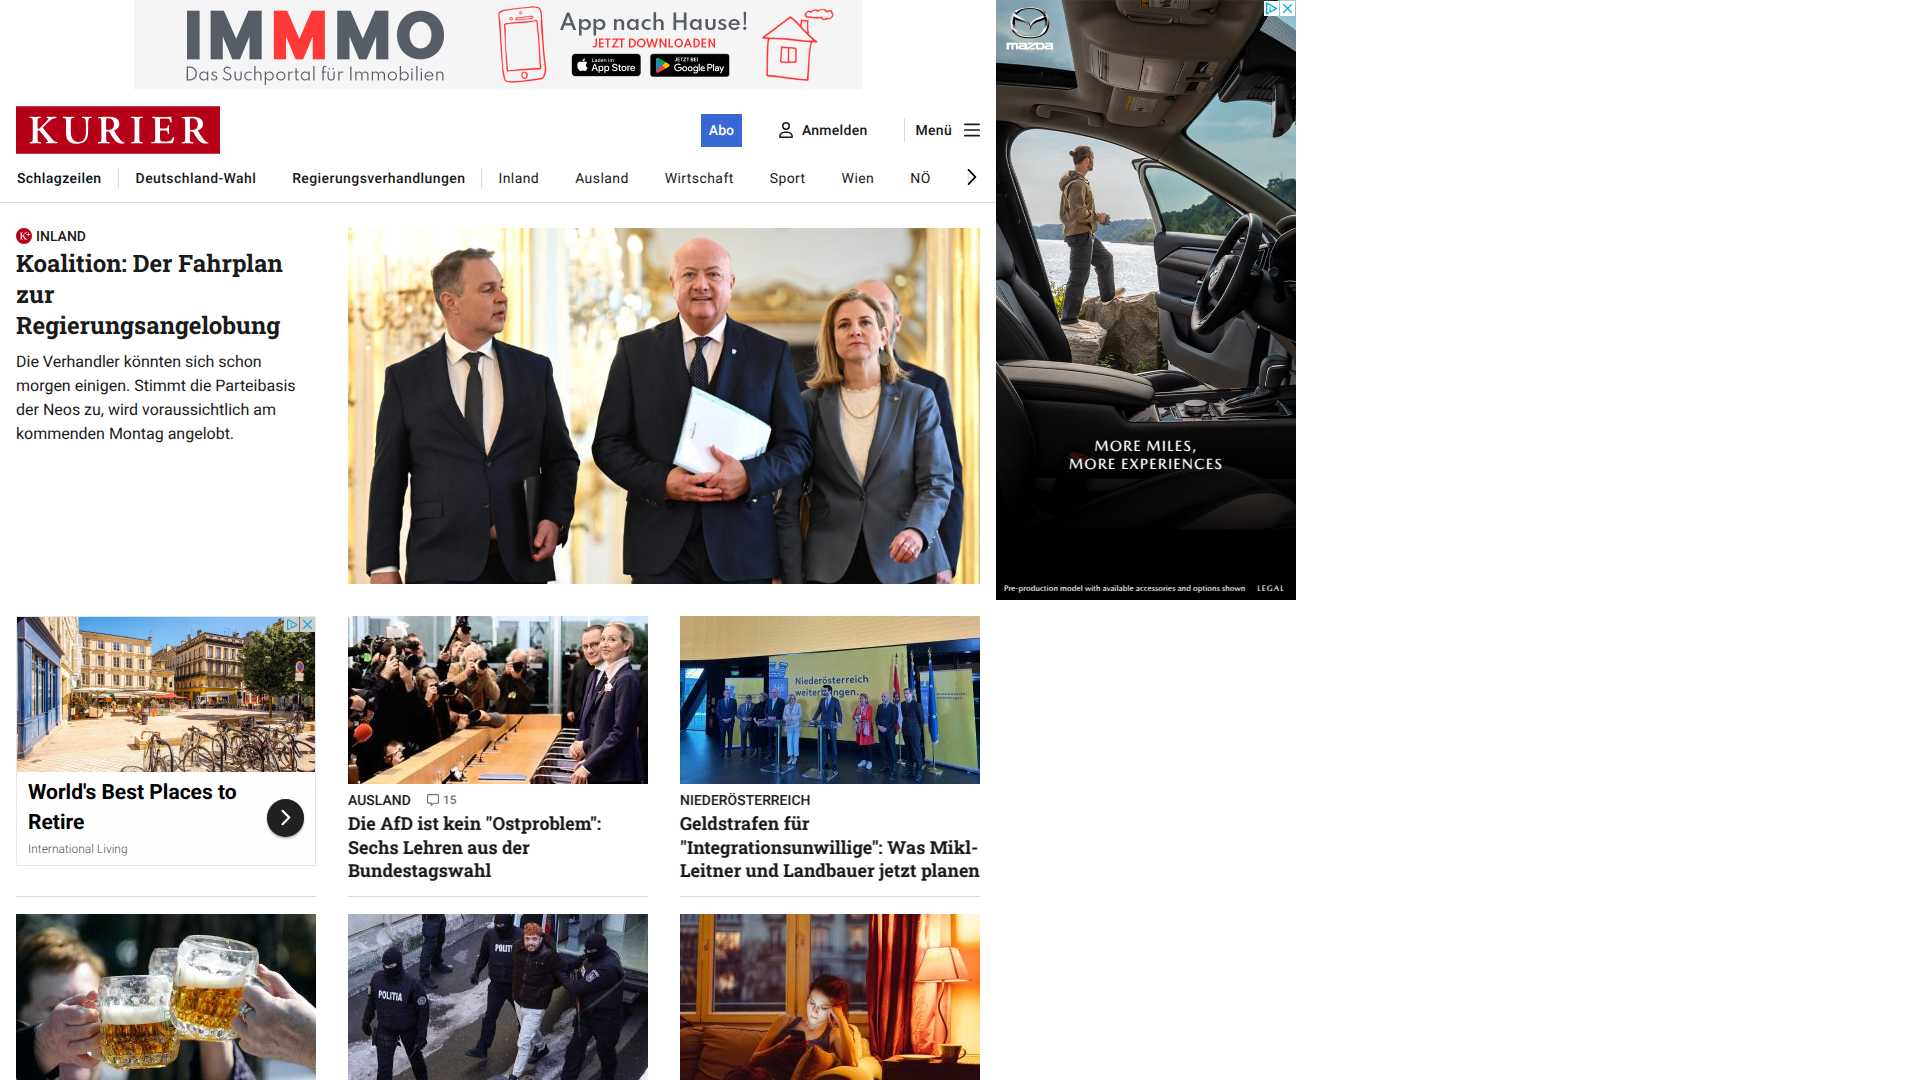 IMMMO
Das Suchportal für Immobilien
App nach Hause!
JETZT DOWNLOADEN
Laden im
App Store
JETZT BEI
Google Play
mazda
KURIER
Abo
Anmelden
Menü
Schlagzeilen
Deutschland-Wahl
Regierungsverhandlungen
Inland
Ausland
Wirtschaft
Sport
Wien
NÖ
K+ INLAND
Koalition: Der Fahrplan
zur
Regierungsangelobung
Die Verhandler könnten sich schon
morgen einigen. Stimmt die Parteibasis
der Neos zu, wird voraussichtlich am
kommenden Montag angelobt.
MORE MILES,
MORE EXPERIENCES
Pre-production model with available accessories and options shown
LEGAL
World's Best Places to
Retire
International Living
AUSLAND 15
Die AfD ist kein "Ostproblem":
Sechs Lehren aus der
Bundestagswahl
Niederösterreich
weiterbringen.
NIEDERÖSTERREICH
Geldstrafen für
"Integrationsunwillige": Was Mikl-
Leitner und Landbauer jetzt planen
POLITIA
POLITI